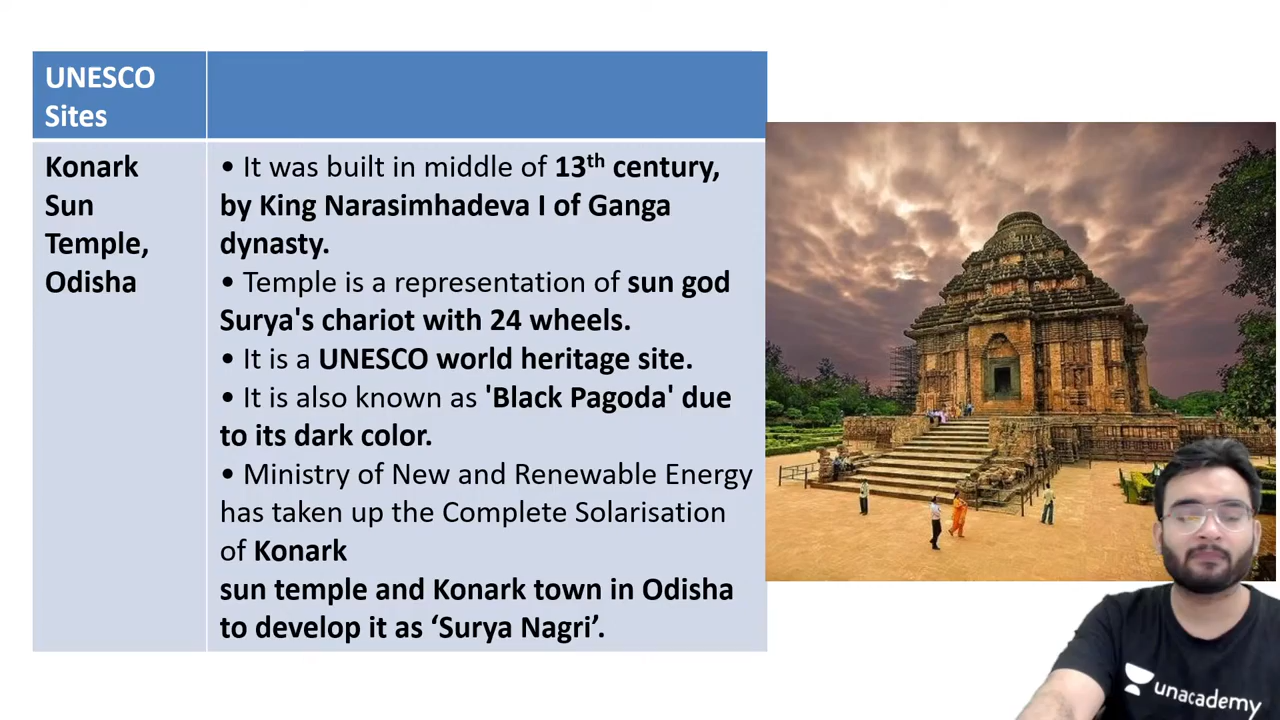 UNESCO
Sites
Konark
Sun
Temple,
Odisha
• It was built in middle of 13th century,
by King Narasimhadeva I of Ganga
dynasty.
• Temple is a representation of sun god
Surya's chariot with 24 wheels.
• It is a UNESCO world heritage site.
• It is also known as 'Black Pagoda' due
to its dark color.
• Ministry of New and Renewable Energy
has taken up the Complete Solarisation
of Konark
sun temple and Konark town in Odisha
to develop it as ‘Surya Nagri’.
unacademy